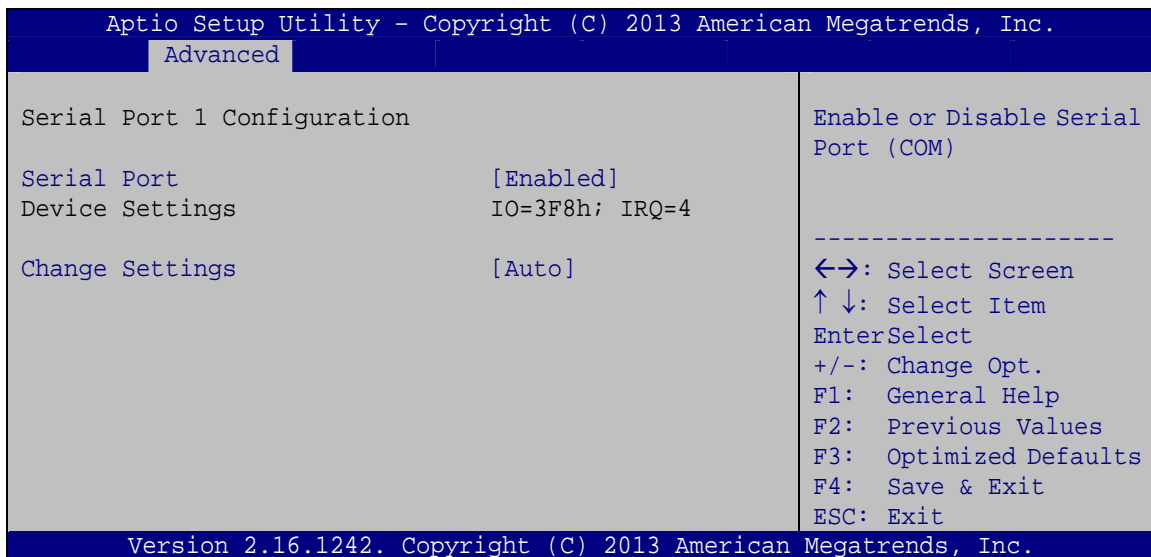 Aptio Setup Utility – Copyright (C) 2013 American Megatrends, Inc.
Advanced
Serial Port 1 Configuration
Serial Port [Enabled]
Device Settings IO=3F8h; IRQ=4
Change Settings [Auto]
Enable or Disable Serial
Port (COM)
---------------------
←→: Select Screen
↑ ↓: Select Item
EnterSelect
+/-: Change Opt.
F1: General Help
F2: Previous Values
F3: Optimized Defaults
F4: Save & Exit
ESC: Exit
Version 2.16.1242. Copyright (C) 2013 American Megatrends, Inc.